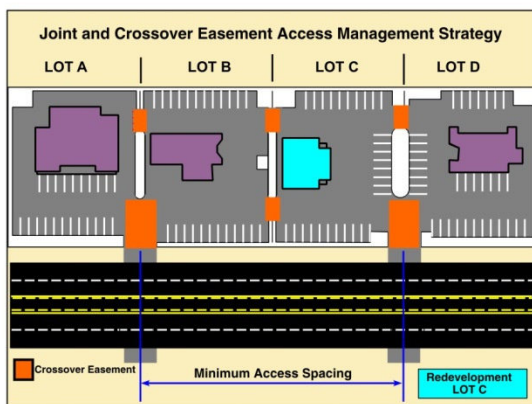 Joint and Crossover Easement Access Management Strategy
LOT A
LOT B
LOT C
LOT D
Crossover Easement
Minimum Access Spacing
Redevelopment
LOT C